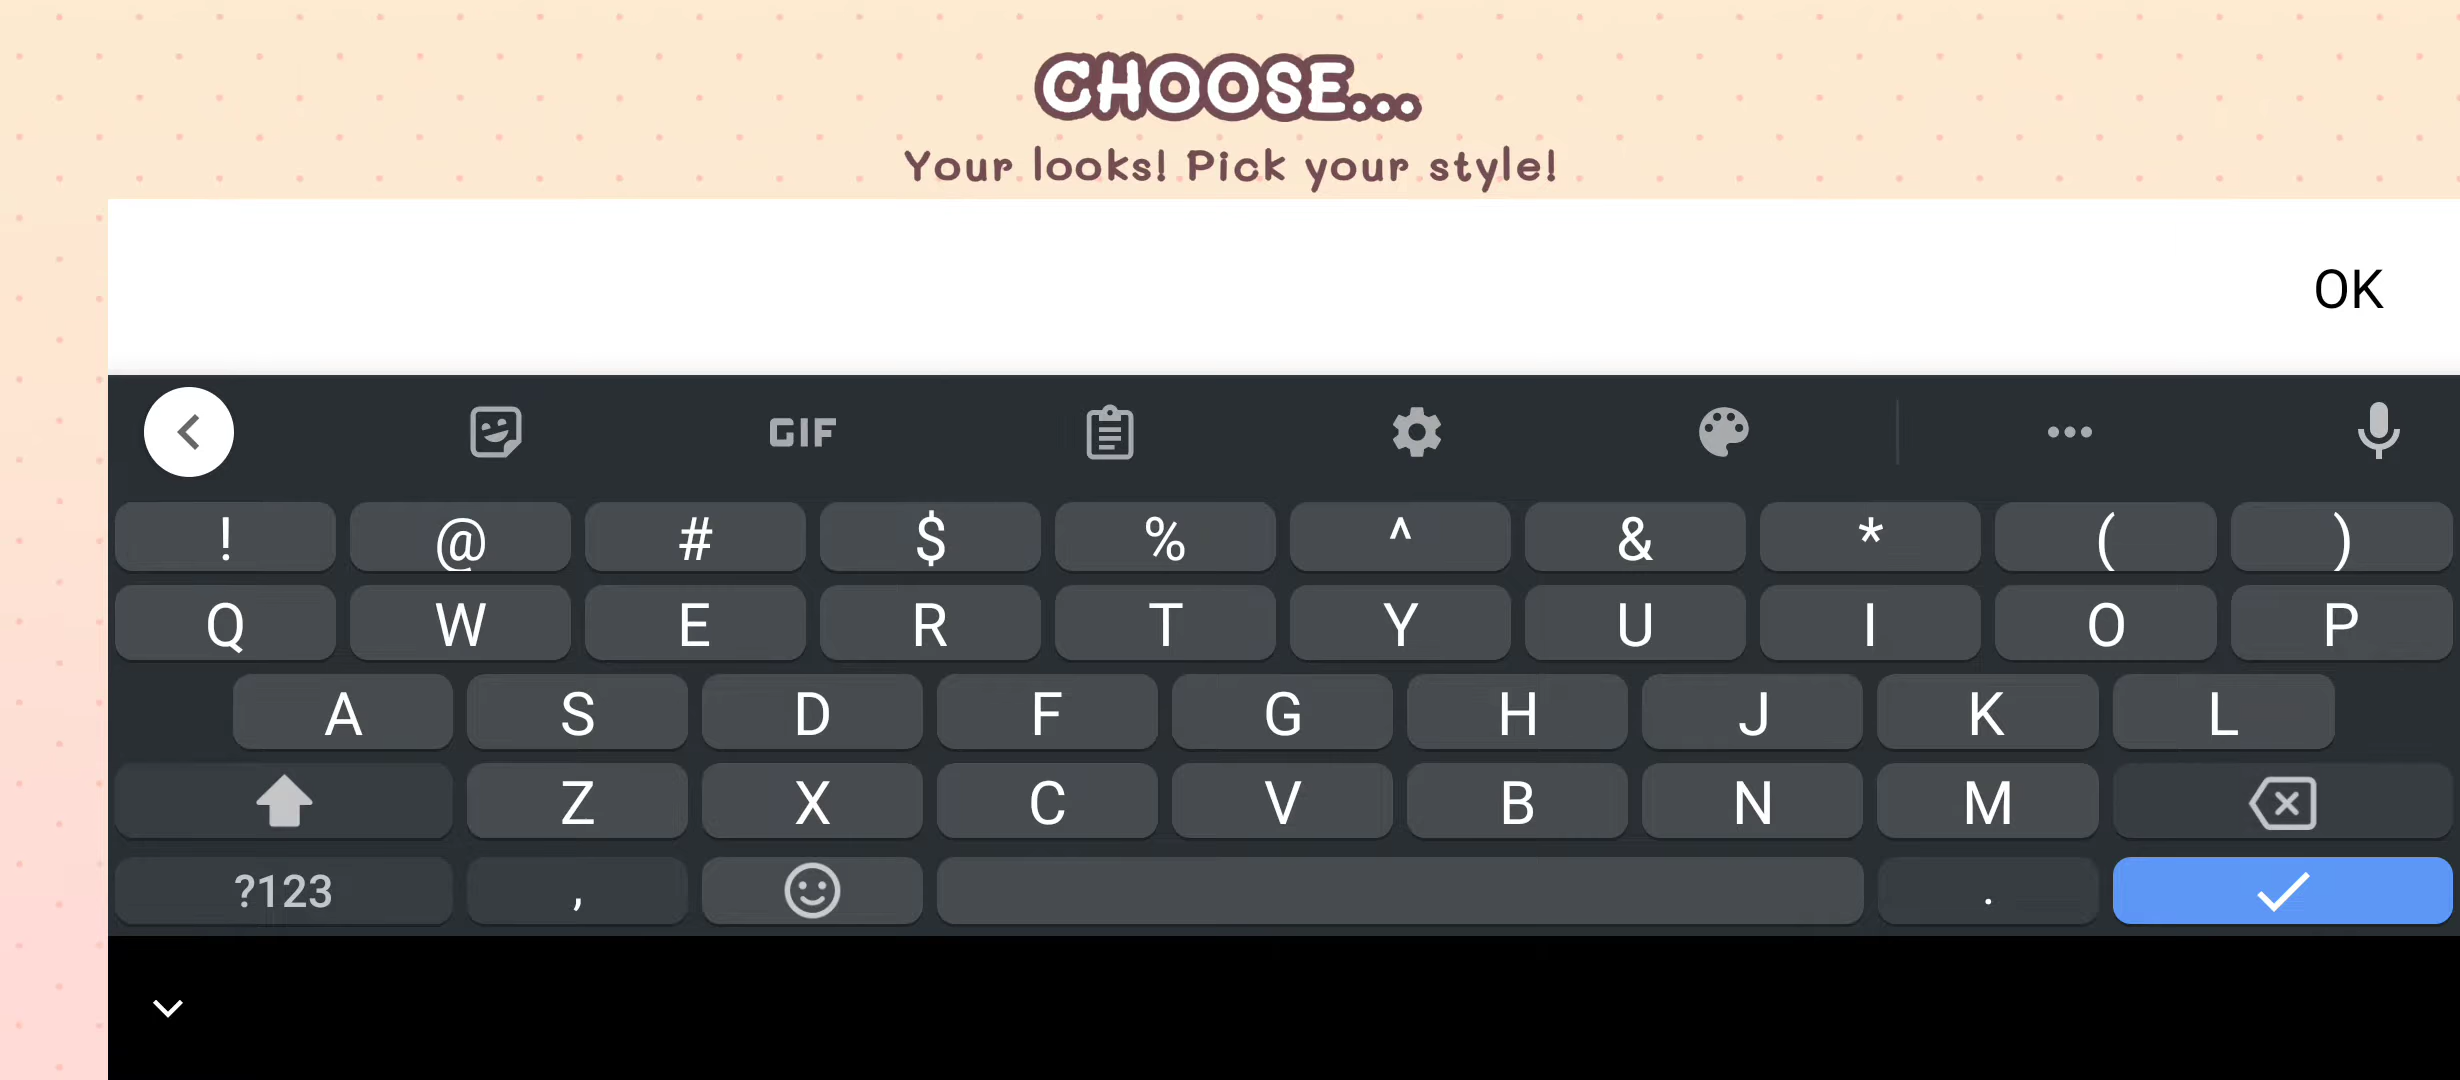 CHOOSE...
Your looks! Pick your style!
OK
GIF
! @ # $ % ^ & * ( )
Q W E R T Y U I O P
A S D F G H J K L
Z X C V B N M
?123 , .